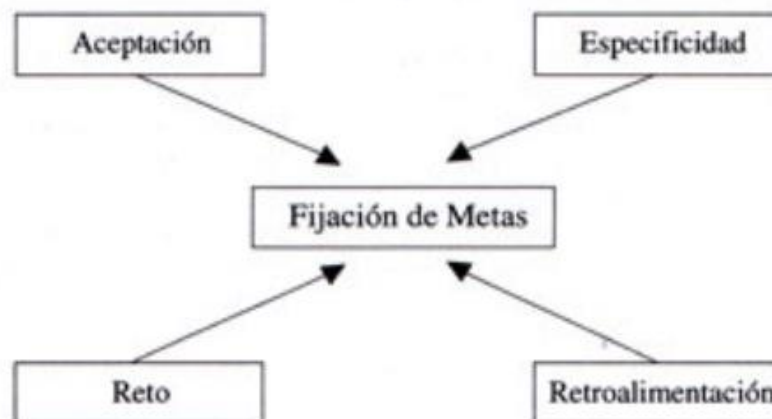 Aceptación
Especificidad
Fijación de Metas
Reto
Retroalimentación